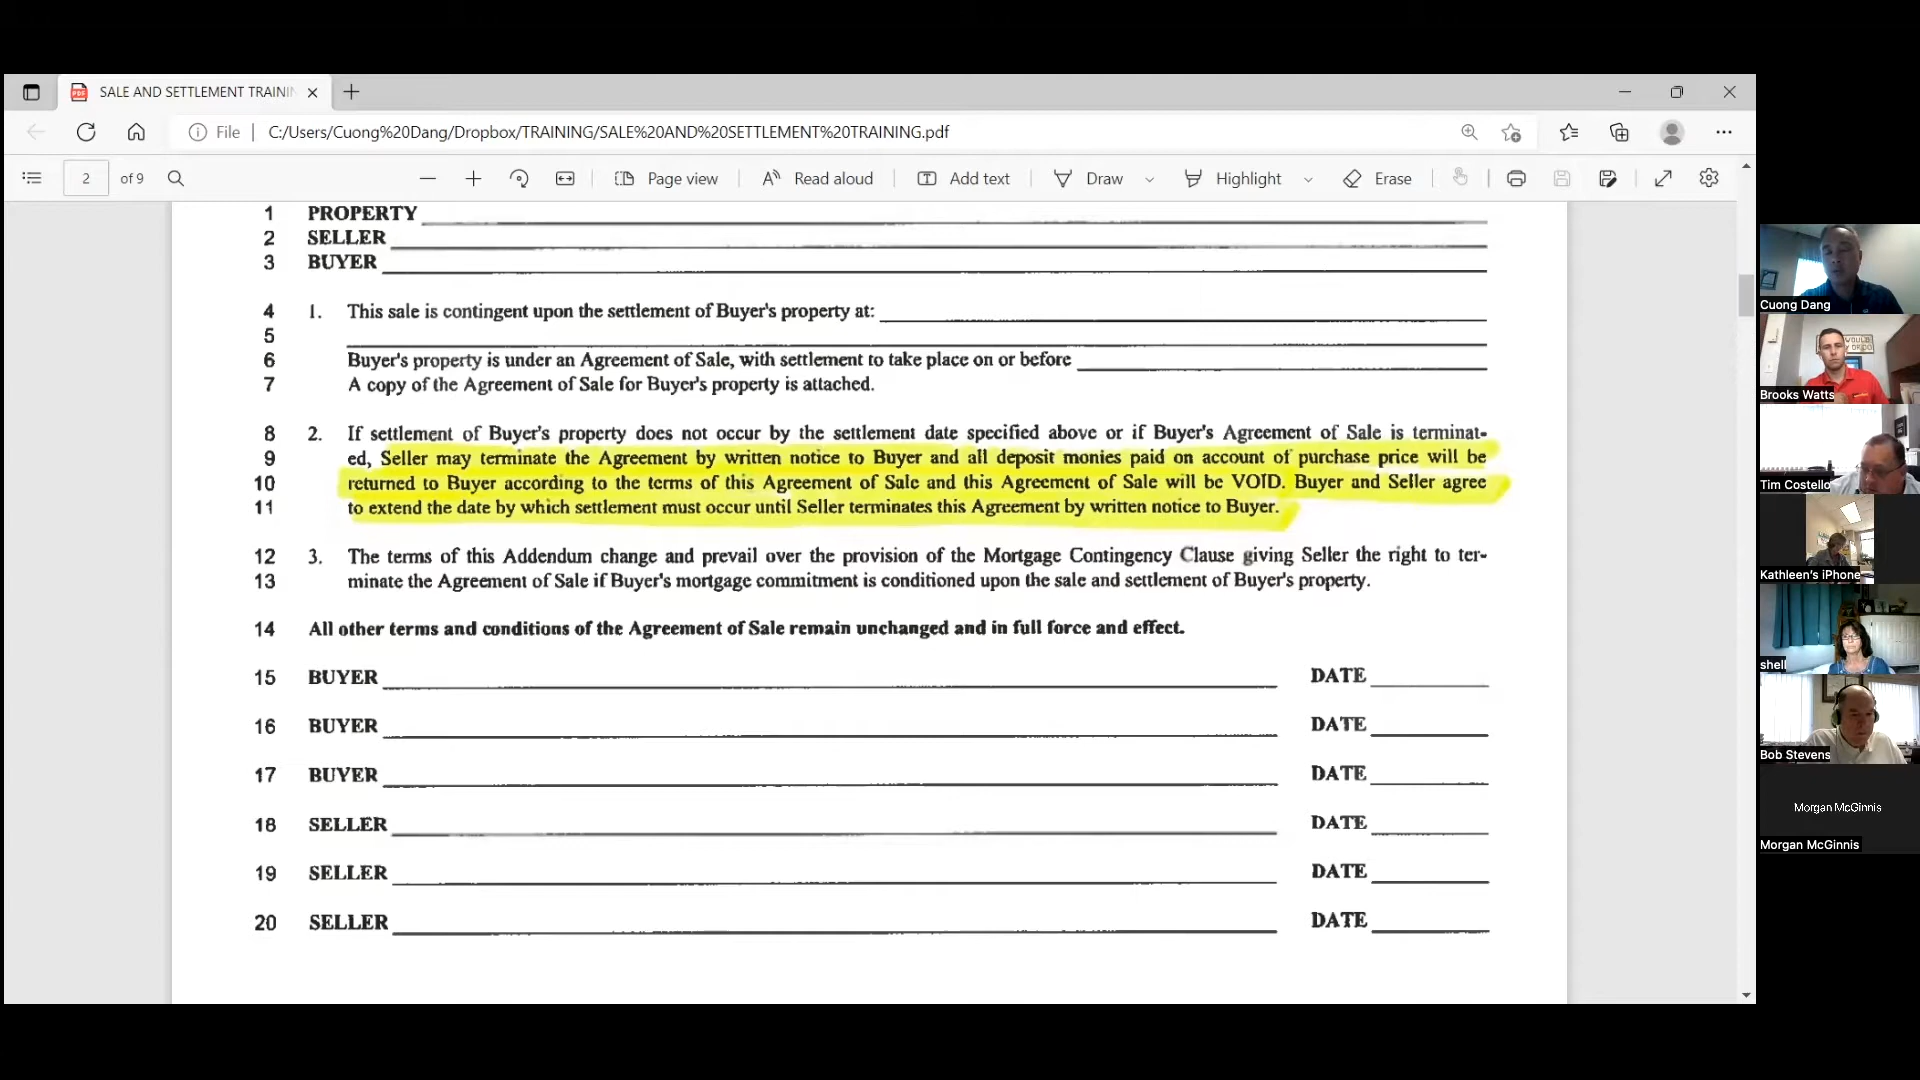 SALE AND SETTLEMENT TRAININ
File C:/Users/Cuong%20Dang/Dropbox/TRAINING/SALE%20AND%20SETTLEMENT%20TRAINING.pdf
2 of 9 Page view Read aloud Add text Draw Highlight Erase
1 PROPERTY
2 SELLER
3 BUYER
4 1. This sale is contingent upon the settlement of Buyer's property at:
5
6 Buyer's property is under an Agreement of Sale, with settlement to take place on or before
7 A copy of the Agreement of Sale for Buyer's property is attached.
8 2. If settlement of Buyer's property does not occur by the settlement date specified above or if Buyer's Agreement of Sale is terminat-
9 ed, Seller may terminate the Agreement by written notice to Buyer and all deposit monies paid on account of purchase price will be
10 returned to Buyer according to the terms of this Agreement of Sale and this Agreement of Sale will be VOID. Buyer and Seller agree
11 to extend the date by which settlement must occur until Seller terminates this Agreement by written notice to Buyer.
12 3. The terms of this Addendum change and prevail over the provision of the Mortgage Contingency Clause giving Seller the right to ter-
13 minate the Agreement of Sale if Buyer's mortgage commitment is conditioned upon the sale and settlement of Buyer's property.
14 All other terms and conditions of the Agreement of Sale remain unchanged and in full force and effect.
15 BUYER DATE
16 BUYER DATE
17 BUYER DATE
18 SELLER DATE
19 SELLER DATE
20 SELLER DATE
Cuong Dang
Brooks Watts
Tim Costello
Kathleen's iPhone
shell
Bob Stevens
Morgan McGinnis
Morgan McGinnis